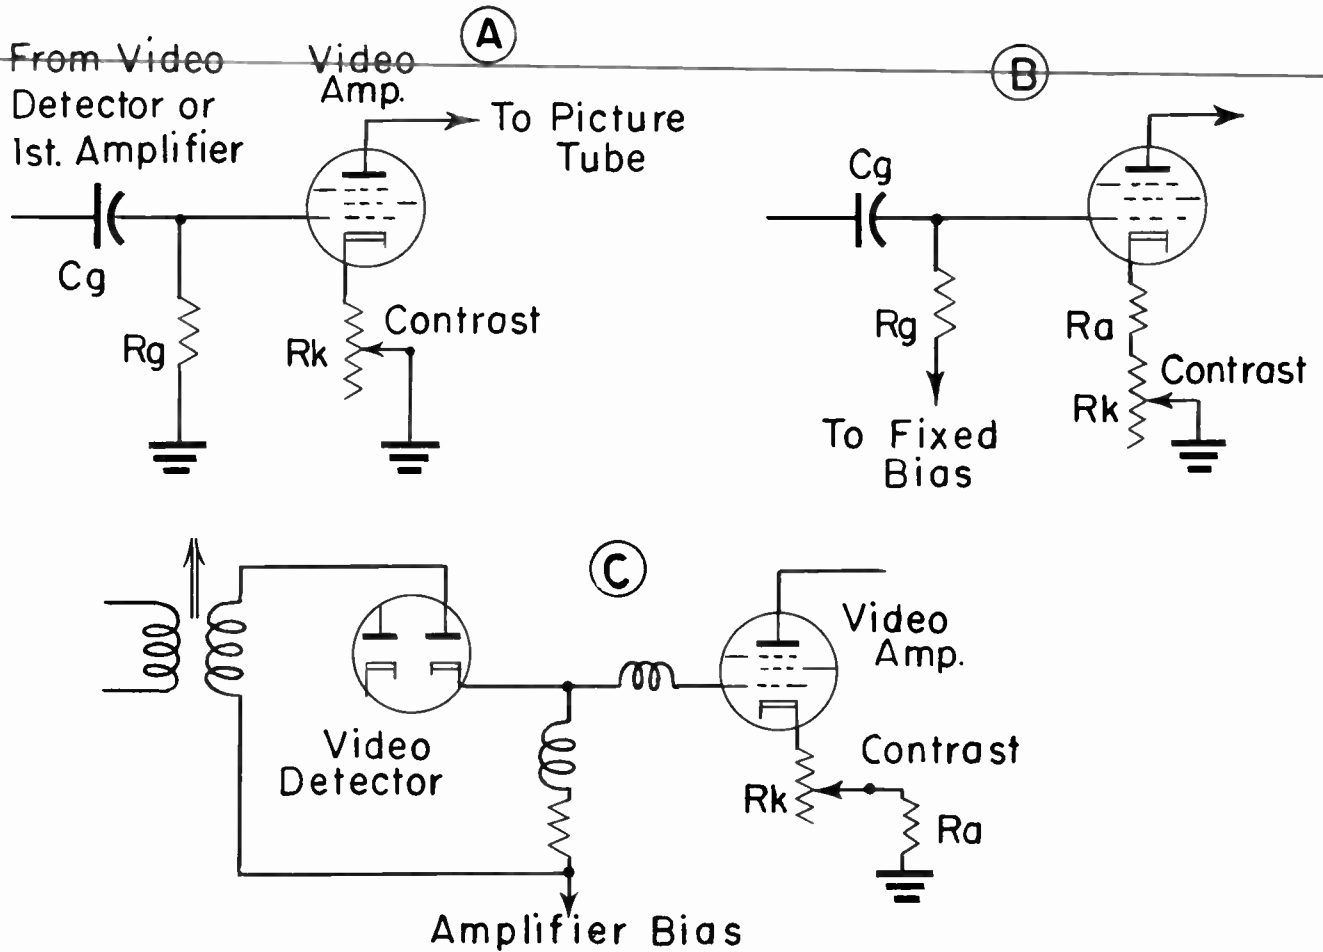 A
From Video
Detector or
1st. Amplifier
Video
Amp.
To Picture
Tube
Cg
Rg
Rk
Contrast
B
Cg
Rg
To Fixed
Bias
Ra
Rk
Contrast
C
Video
Detector
Video
Amp.
Contrast
Rk
Ra
Amplifier Bias